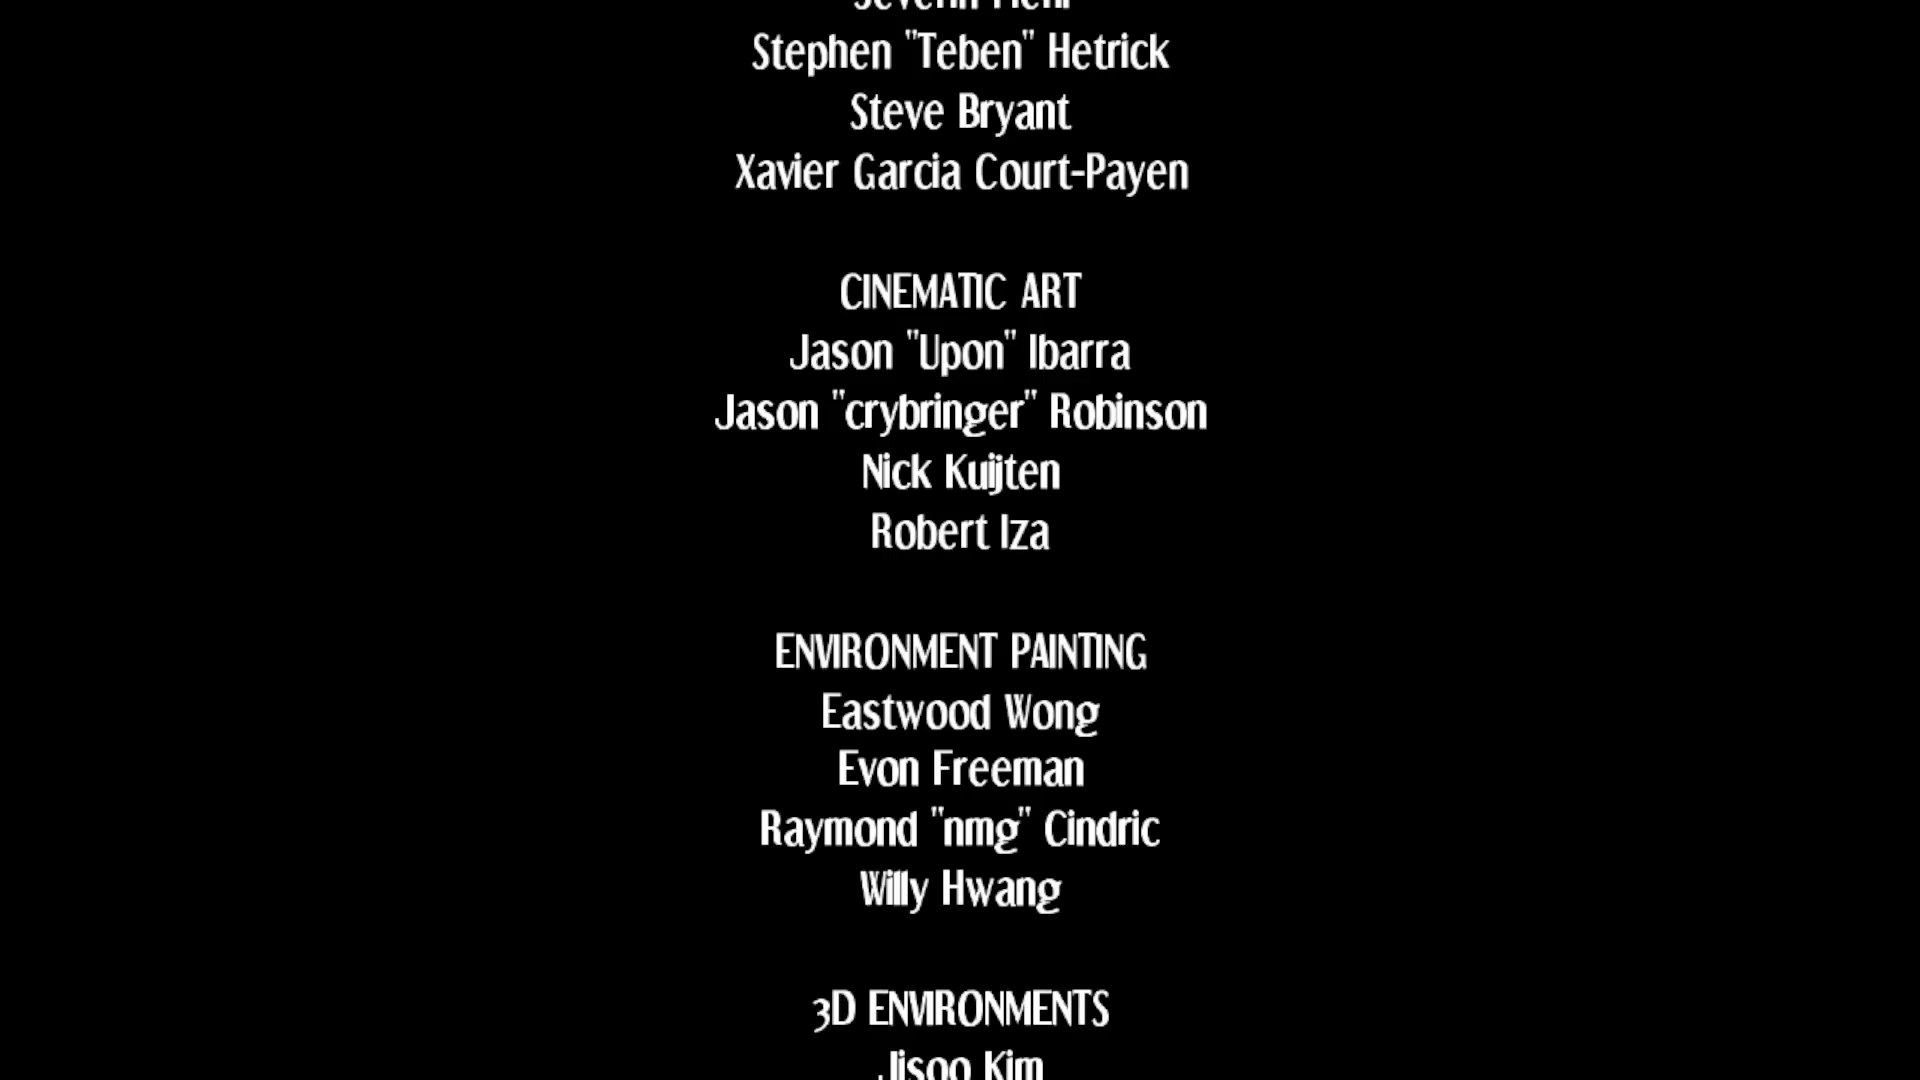 Stephen "Teben" Hetrick
Steve Bryant
Xavier Garcia Court-Payen
CINEMATIC ART
Jason "Upon" Ibarra
Jason "crybringer" Robinson
Nick Kuijten
Robert Iza
ENVIRONMENT PAINTING
Eastwood Wong
Evon Freeman
Raymond "nmg" Cindric
Willy Hwang
3D ENVIRONMENTS
Jisoo Kim